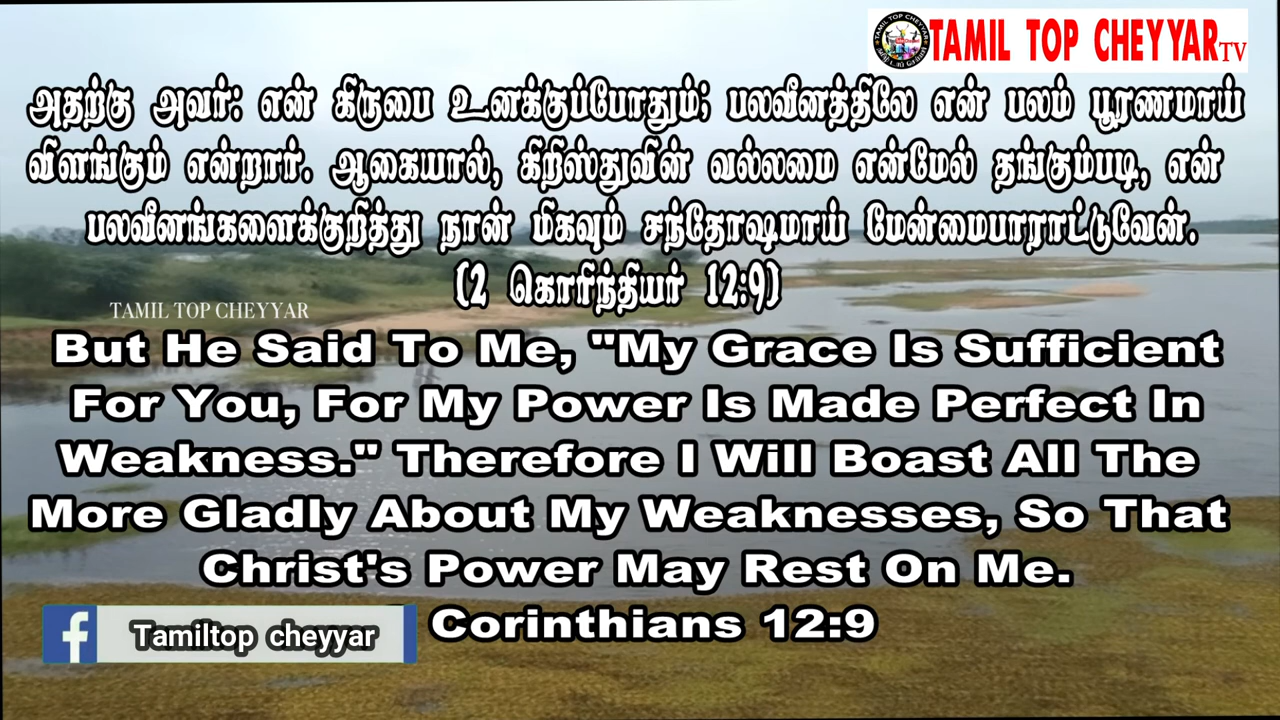 TAMIL TOP CHEYYAR TV
அதற்கு அவர்: என் கிருபை உனக்குப்போதும்; பலவீனத்திலே என் பலம் பூரணமாய்
விளங்கும் என்றார். ஆகையால், கிறிஸ்துவின் வல்லமை என்மேல் தங்கும்படி, என்
பலவீனங்களைக்குறித்து நான் மிகவும் சந்தோஷமாய் மேன்மைபாராட்டுவேன்.
(2 கொரிந்தியர் 12:9)
TAMIL TOP CHEYYAR
But He Said To Me, "My Grace Is Sufficient
For You, For My Power Is Made Perfect In
Weakness." Therefore I Will Boast All The
More Gladly About My Weaknesses, So That
Christ's Power May Rest On Me.
Corinthians 12:9
f Tamiltop cheyyar